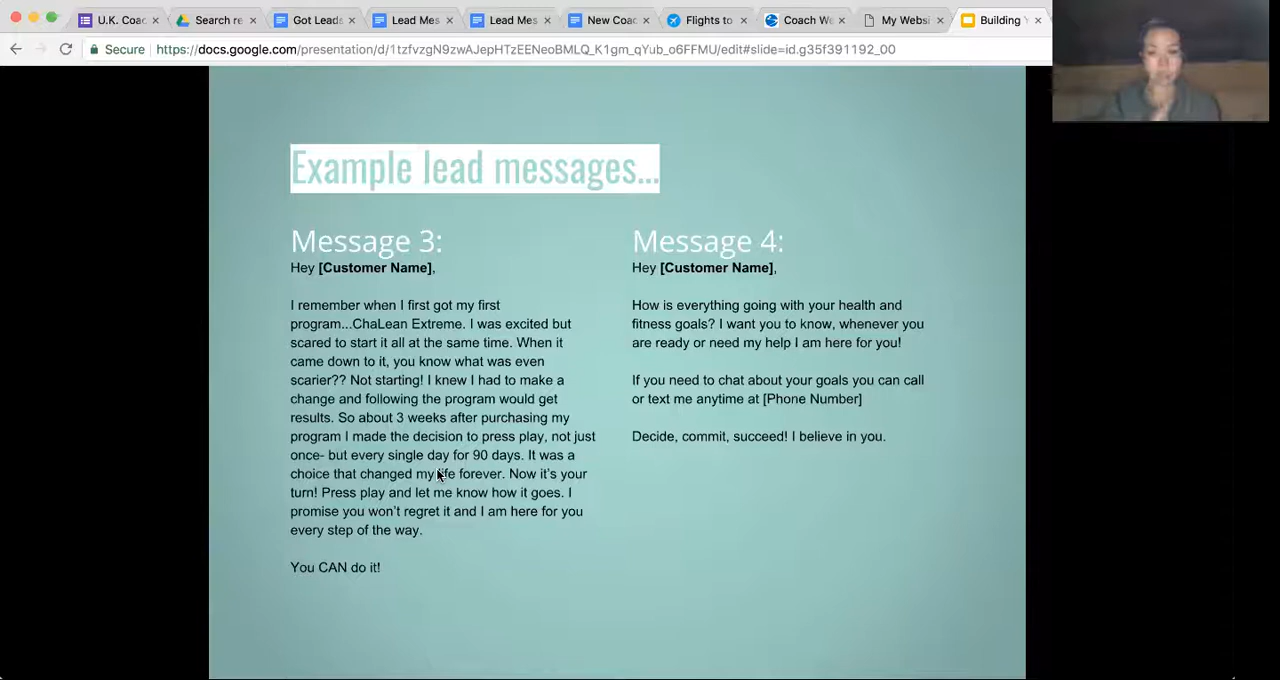 U.K. Coac
Search re
Got Leads
Lead Mes
Lead Mes
New Coac
Flights to
Coach We
My Websi
Building Y
Secure
https://docs.google.com/presentation/d/1tzfvzgN9zwAJepHTzEENeoBMLQ_K1gm_qYub_o6FFMU/edit#slide=id.g35f391192_00
Example lead messages...
Message 3:
Hey [Customer Name],
I remember when I first got my first
program...ChaLean Extreme. I was excited but
scared to start it all at the same time. When it
came down to it, you know what was even
scarier?? Not starting! I knew I had to make a
change and following the program would get
results. So about 3 weeks after purchasing my
program I made the decision to press play, not just
once- but every single day for 90 days. It was a
choice that changed my life forever. Now it's your
turn! Press play and let me know how it goes. I
promise you won't regret it and I am here for you
every step of the way.
You CAN do it!
Message 4:
Hey [Customer Name],
How is everything going with your health and
fitness goals? I want you to know, whenever you
are ready or need my help I am here for you!
If you need to chat about your goals you can call
or text me anytime at [Phone Number]
Decide, commit, succeed! I believe in you.